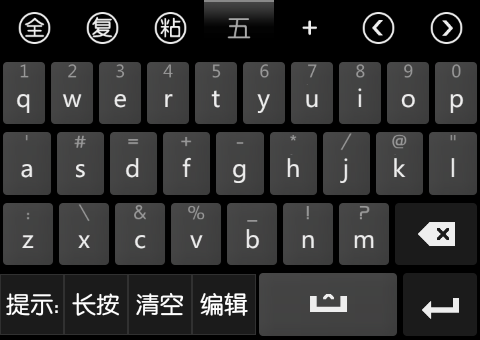 全 复 粘 五 + < >
1 2 3 4 5 6 7 8 9 0
q w e r t y u i o p
' # = + - * / @ "
a s d f g h j k l
: \ & % _ ! ?
z x c v b n m
提示: 长按 清空 编辑